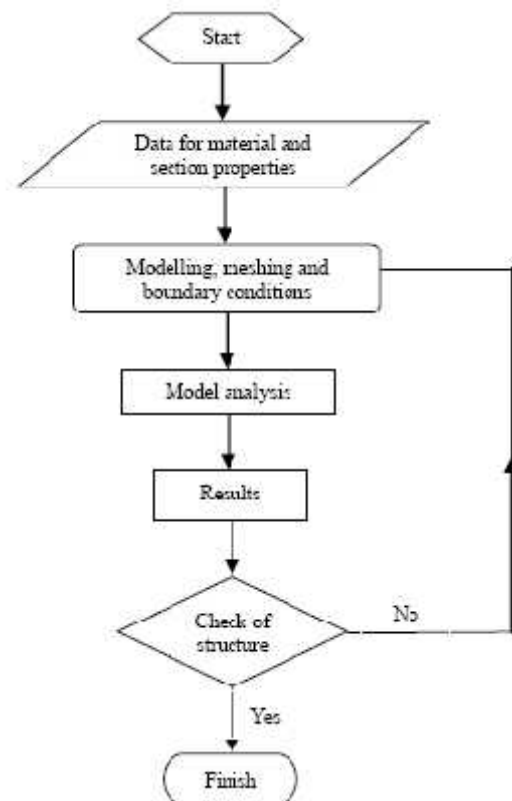 Start
Data for material and
section properties
Modelling, meshing and
boundary conditions
Model analysis
Results
Check of
structure
No
Yes
Finish